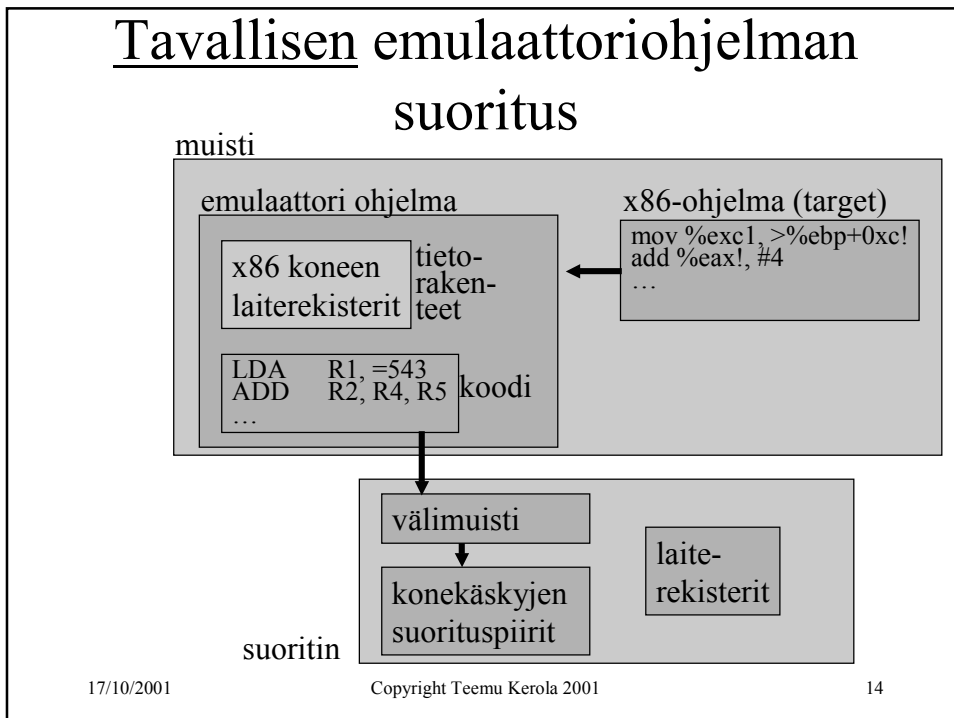 Tavallisen emulaattoriohjelman
suoritus
muisti
emulaattori ohjelma
x86 koneen
laiterekisterit
tieto-
raken-
teet
LDA R1, =543
ADD R2, R4, R5
…
koodi
x86-ohjelma (target)
mov %exc1, >%ebp+0xc!
add %eax!, #4
…
välimuisti
konekäskyjen
suorituspiirit
laite-
rekisterit
suoritin
17/10/2001
Copyright Teemu Kerola 2001
14